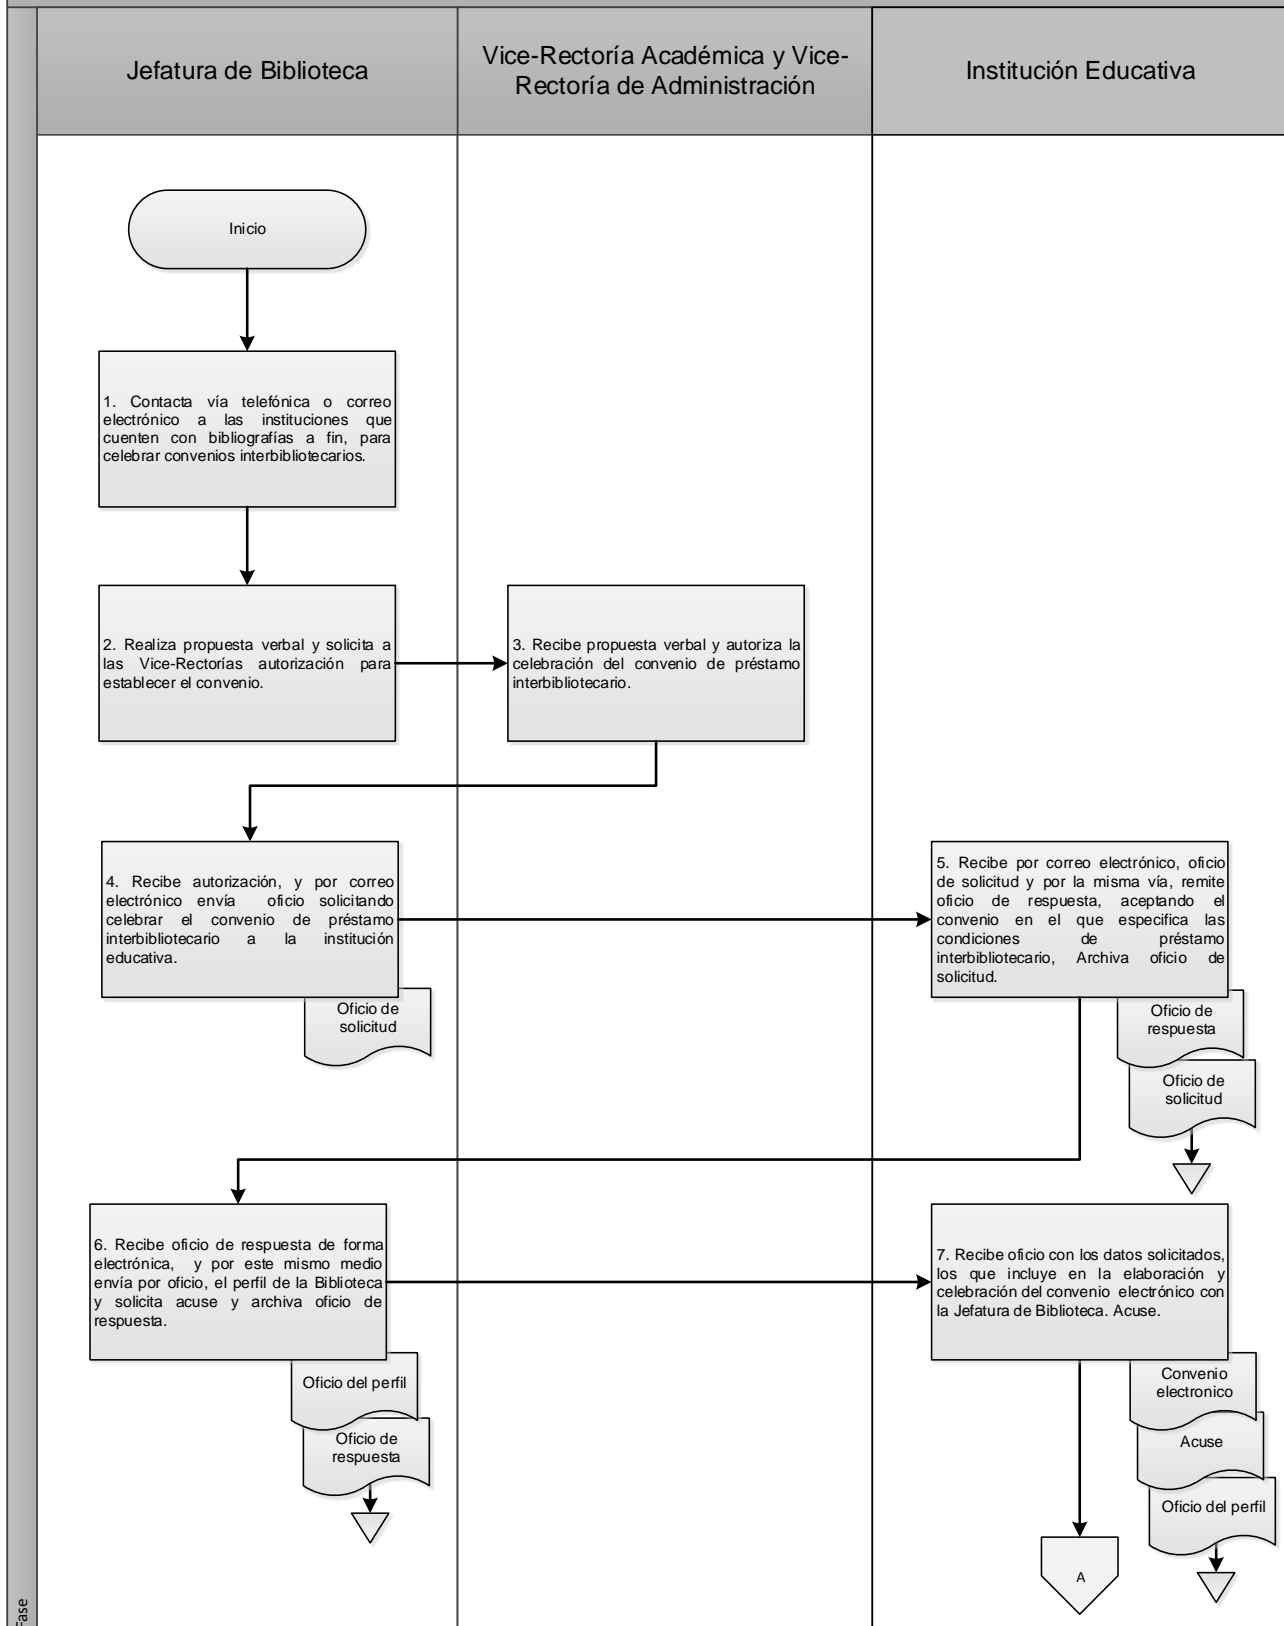 Jefatura de Biblioteca
Vice-Rectoría Académica y Vice-
Rectoría de Administración
Institución Educativa
Inicio
1. Contacta vía telefónica o correo
electrónico a las instituciones que
cuenten con bibliografías a fin, para
celebrar convenios interbibliotecarios.
2. Realiza propuesta verbal y solicita a
las Vice-Rectorías autorización para
establecer el convenio.
3. Recibe propuesta verbal y autoriza la
celebración del convenio de préstamo
interbibliotecario.
4. Recibe autorización, y por correo
electrónico envía oficio solicitando
celebrar el convenio de préstamo
interbibliotecario a la institución
educativa.
Oficio de
solicitud
5. Recibe por correo electrónico, oficio
de solicitud y por la misma vía, remite
oficio de respuesta, aceptando el
convenio en el que especifica las
condiciones de préstamo
interbibliotecario, Archiva oficio de
solicitud.
Oficio de
respuesta
Oficio de
solicitud
6. Recibe oficio de respuesta de forma
electrónica, y por este mismo medio
envía por oficio, el perfil de la Biblioteca
y solicita acuse y archiva oficio de
respuesta.
Oficio del perfil
Oficio de
respuesta
7. Recibe oficio con los datos solicitados,
los que incluye en la elaboración y
celebración del convenio electrónico con
la Jefatura de Biblioteca. Acuse.
Convenio
electronico
Acuse
Oficio del perfil
A
Fase